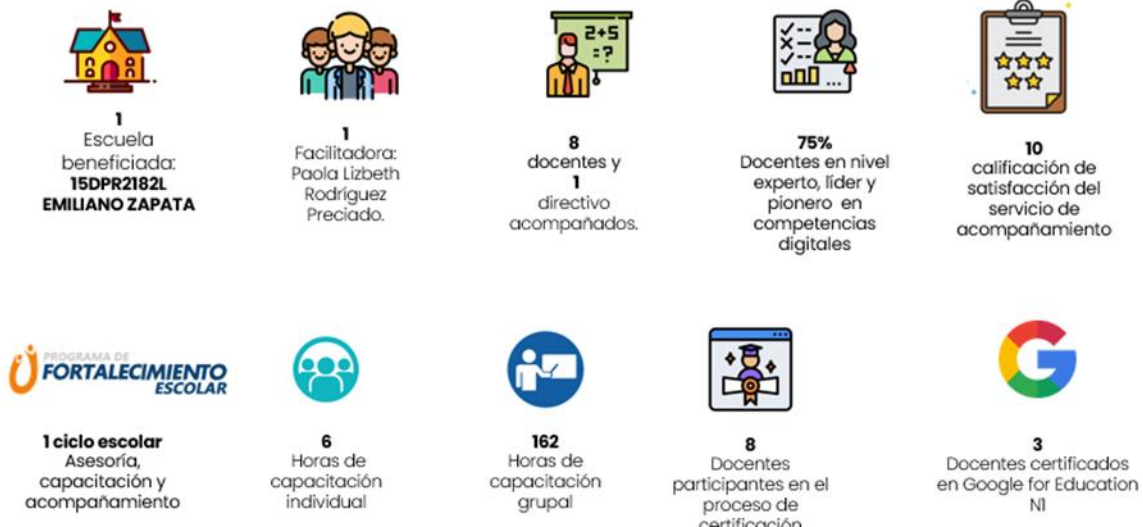 2+5
=?
1
Escuela
beneficiada:
15DPR2182L
EMILIANO ZAPATA
1
Facilitadora:
Paola Lizbeth
Rodríguez
Preciado.
8
docentes y
1
directivo
acompañados.
75%
Docentes en nivel
experto, líder y
pionero en
competencias
digitales
10
calificación de
satisfacción del
servicio de
acompañamiento
PROGRAMA DE
FORTALECIMIENTO
ESCOLAR
1 ciclo escolar
Asesoría,
capacitación y
acompañamiento
6
Horas de
capacitación
individual
162
Horas de
capacitación
grupal
8
Docentes
participantes en el
proceso de
certificación
G
3
Docentes certificados
en Google for Education
N1